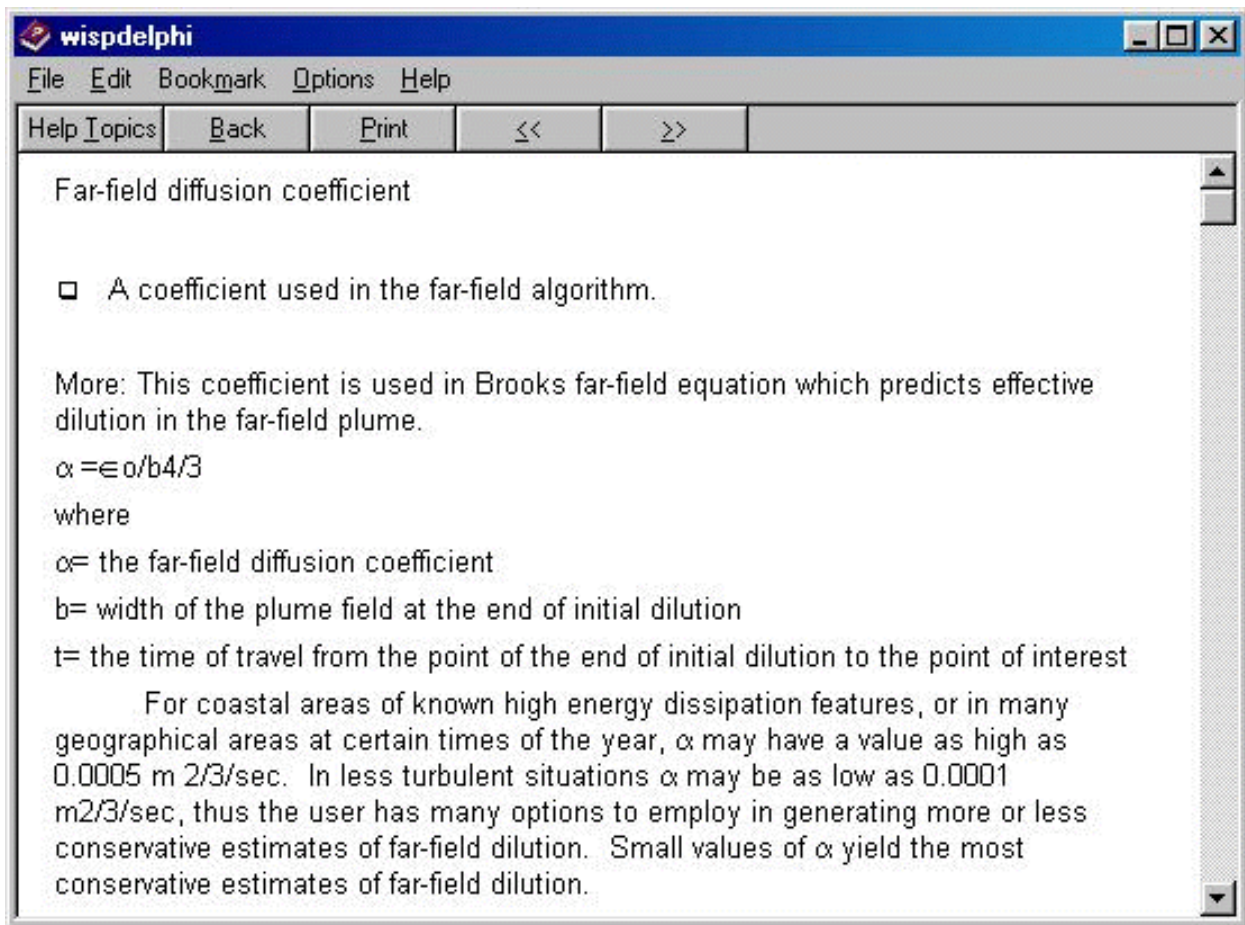 wispdelphi
File Edit Bookmark Options Help
Help Topics Back Print << >>
Far-field diffusion coefficient
A coefficient used in the far-field algorithm.
More: This coefficient is used in Brooks far-field equation which predicts effective
dilution in the far-field plume.
α =∈o/b4/3
where
α= the far-field diffusion coefficient
b= width of the plume field at the end of initial dilution
t= the time of travel from the point of the end of initial dilution to the point of interest
For coastal areas of known high energy dissipation features, or in many
geographical areas at certain times of the year, α may have a value as high as
0.0005 m 2/3/sec.  In less turbulent situations α may be as low as 0.0001
m2/3/sec, thus the user has many options to employ in generating more or less
conservative estimates of far-field dilution.  Small values of α yield the most
conservative estimates of far-field dilution.